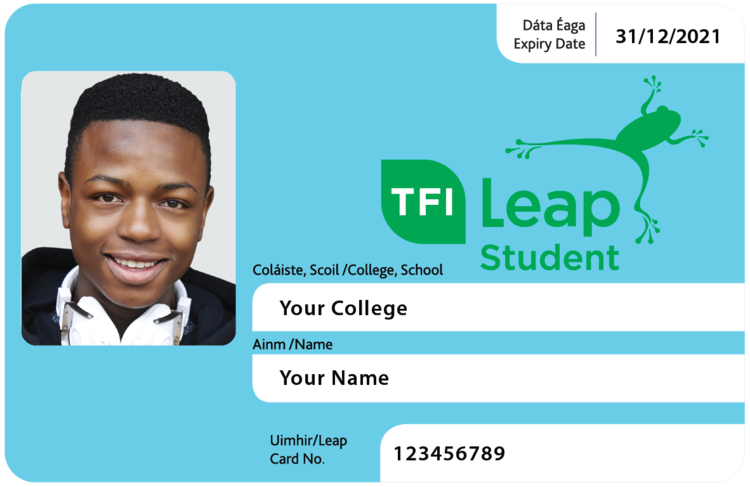 Dáta Éaga
Expiry Date
31/12/2021
TFI Leap
Student
Coláiste, Scoil /College, School
Your College
Ainm /Name
Your Name
Uimhir/Leap
Card No.
123456789